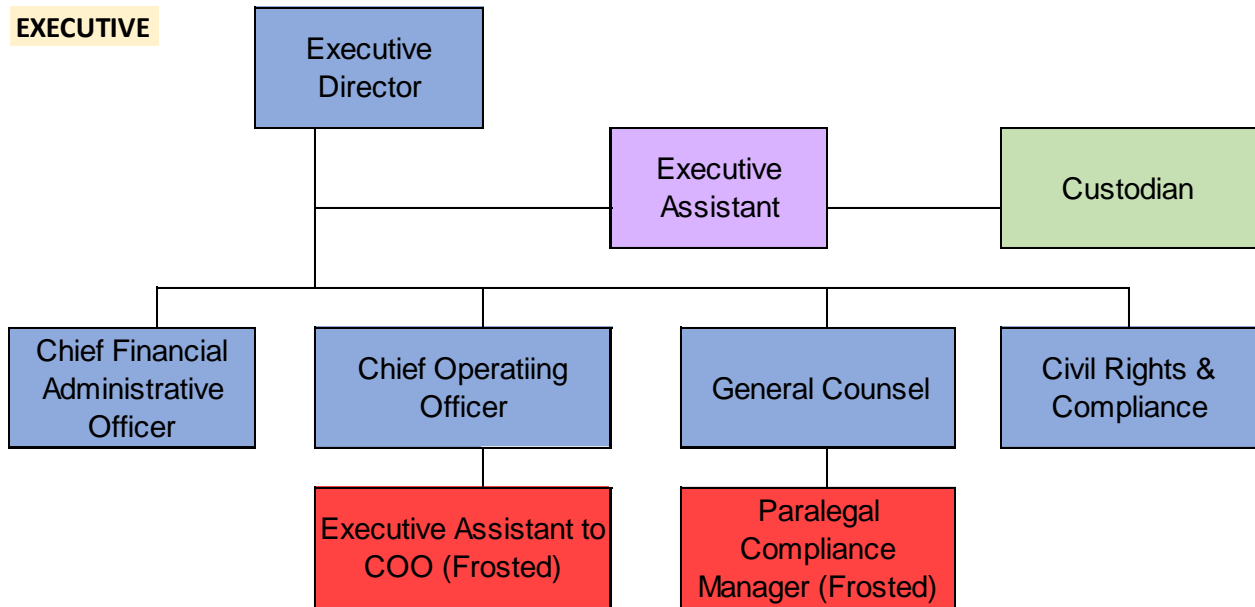 EXECUTIVE
Executive
Director
Executive
Assistant
Custodian
Chief Financial
Administrative
Officer
Chief Operatiing
Officer
General Counsel
Civil Rights &
Compliance
Executive Assistant to
COO (Frosted)
Paralegal
Compliance
Manager (Frosted)